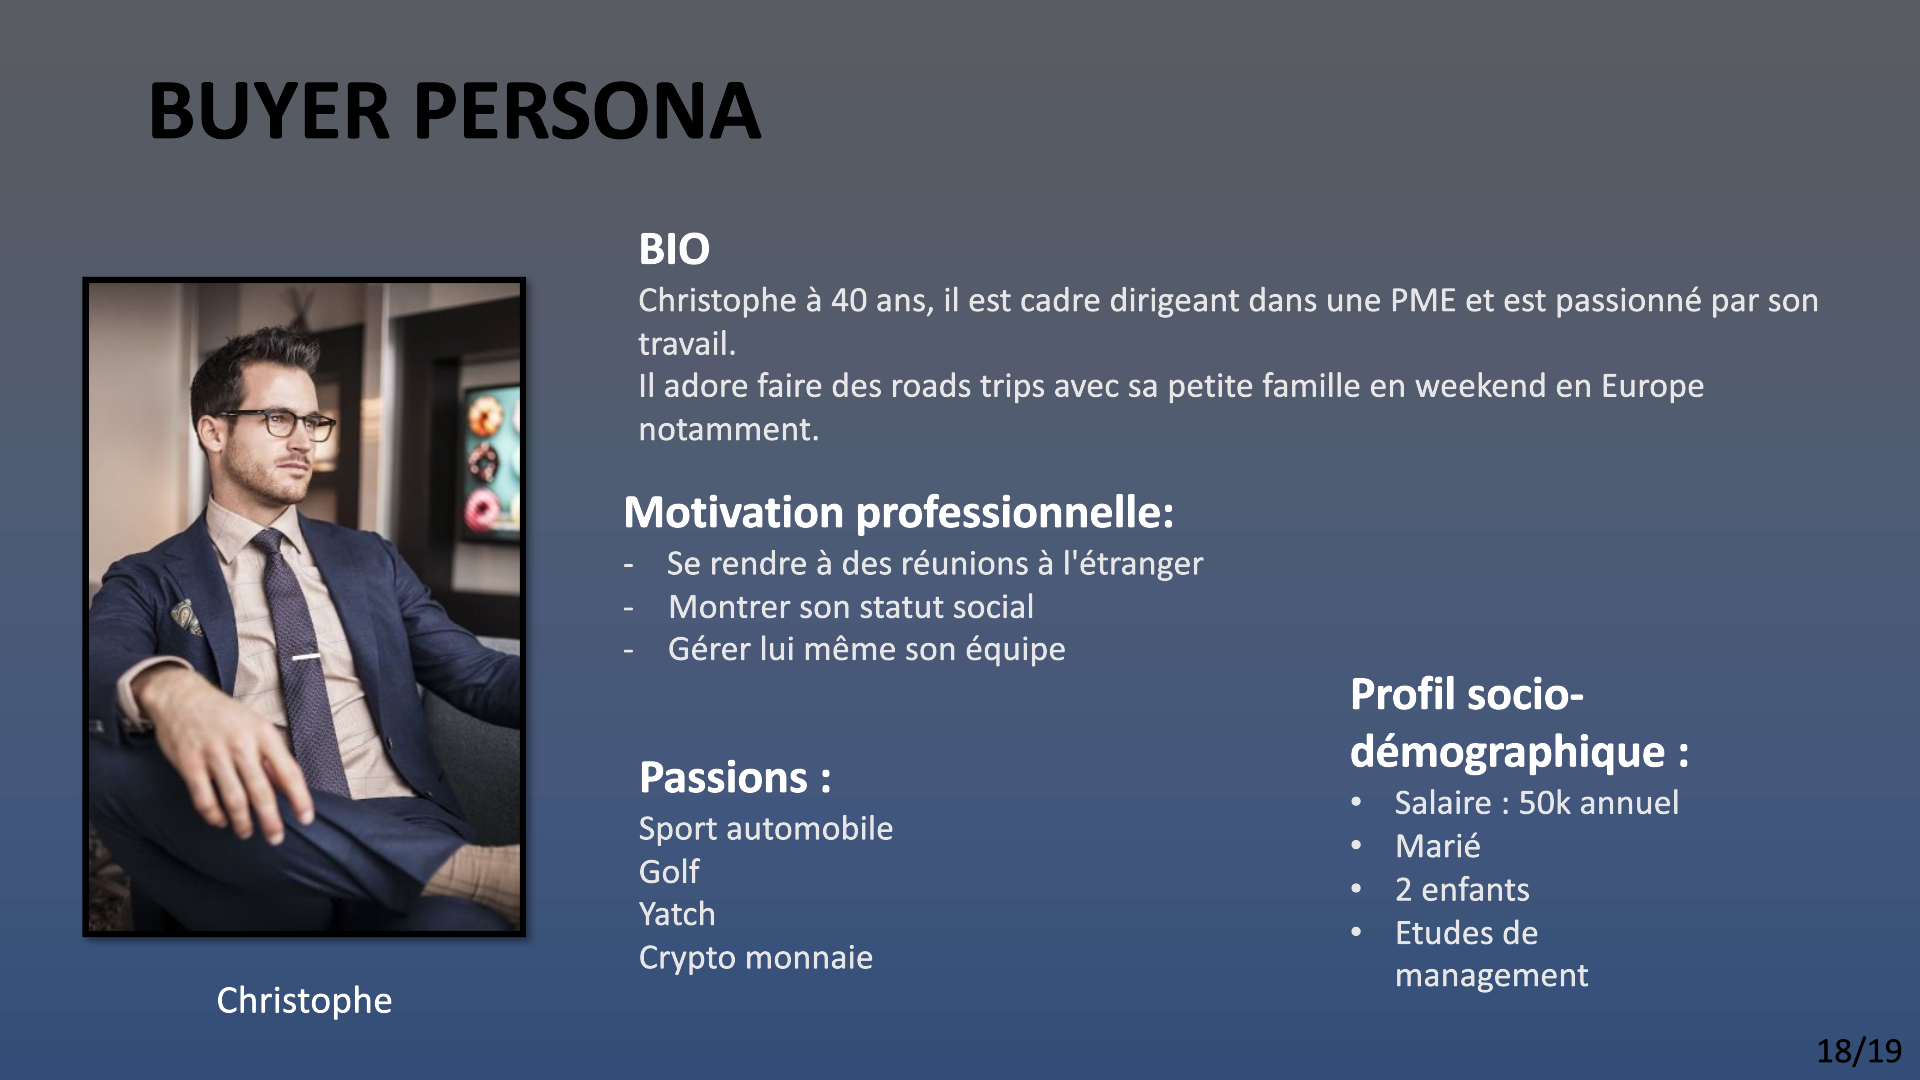 BUYER PERSONA
BIO
Christophe à 40 ans, il est cadre dirigeant dans une PME et est passionné par son
travail.
Il adore faire des roads trips avec sa petite famille en weekend en Europe
notamment.
Motivation professionnelle:
- Se rendre à des réunions à l'étranger
- Montrer son statut social
- Gérer lui même son équipe
Passions :
Sport automobile
Golf
Yatch
Crypto monnaie
Profil socio-
démographique :
• Salaire : 50k annuel
• Marié
• 2 enfants
• Etudes de
management
Christophe
18/19